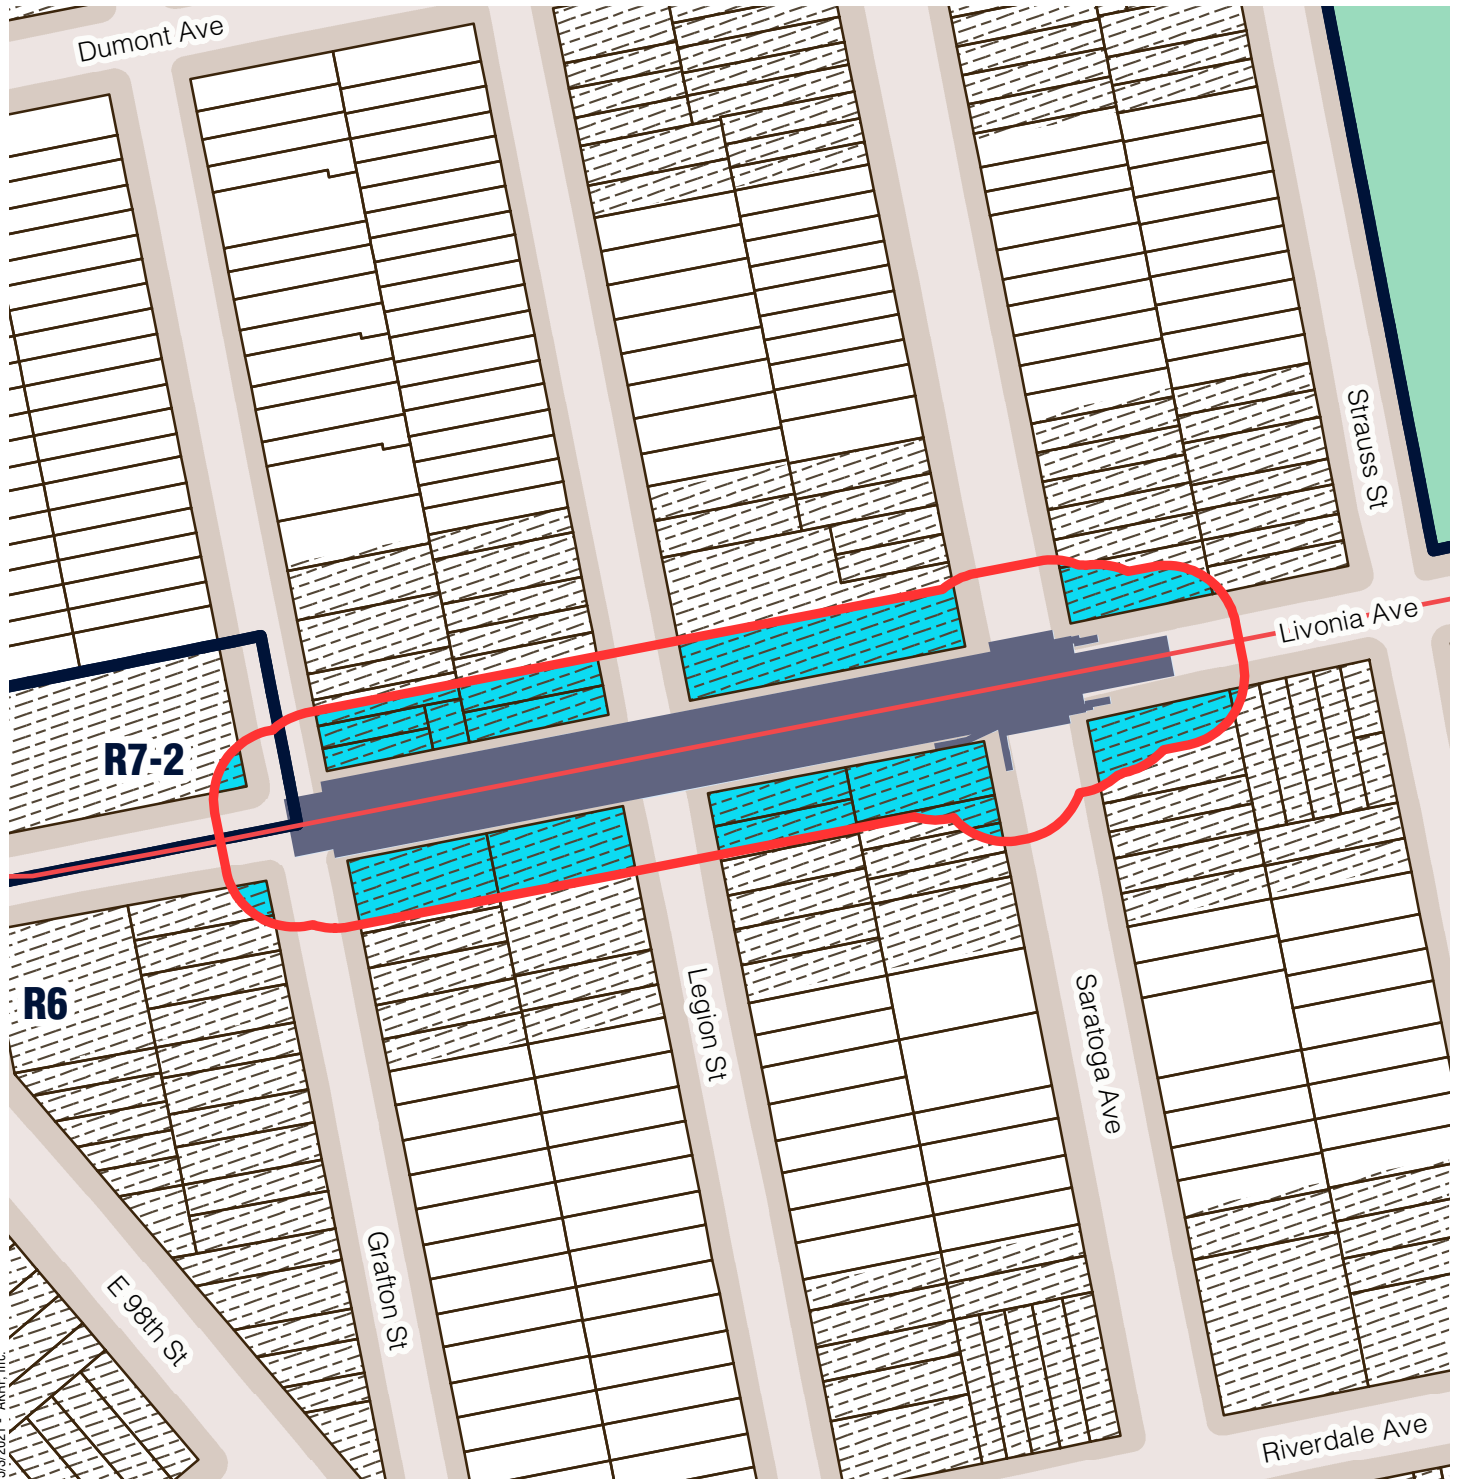 Dumont Ave
Strauss St
Livonia Ave
R7-2
R6
Legion St
Saratoga Ave
Grafton St
E 98th St
Riverdale Ave